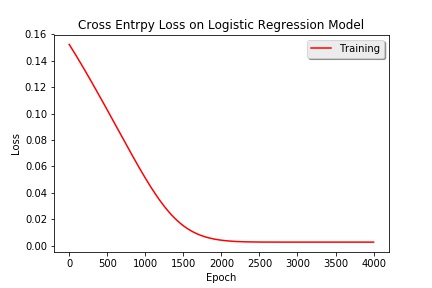 Cross Entrpy Loss on Logistic Regression Model
Training
Loss
0.16
0.14
0.12
0.10
0.08
0.06
0.04
0.02
0.00
0 500 1000 1500 2000 2500 3000 3500 4000
Epoch